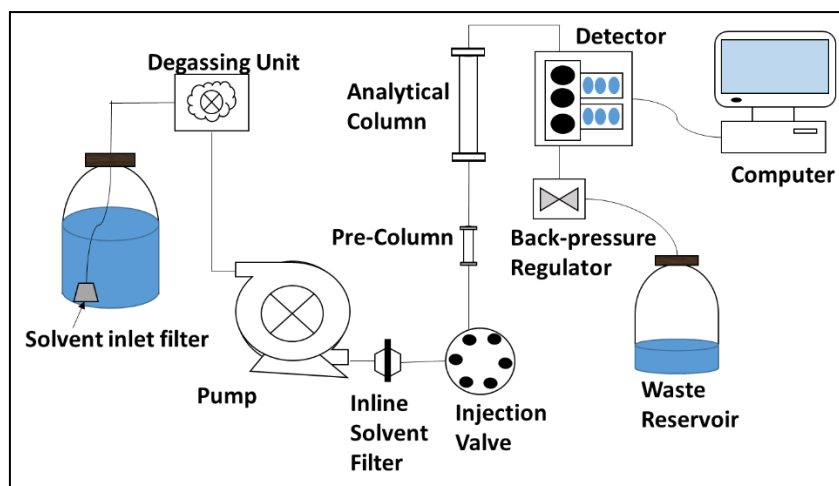 Degassing Unit
Solvent inlet filter
Pump
Inline
Solvent
Filter
Injection
Valve
Pre-Column
Analytical
Column
Detector
Computer
Back-pressure
Regulator
Waste
Reservoir